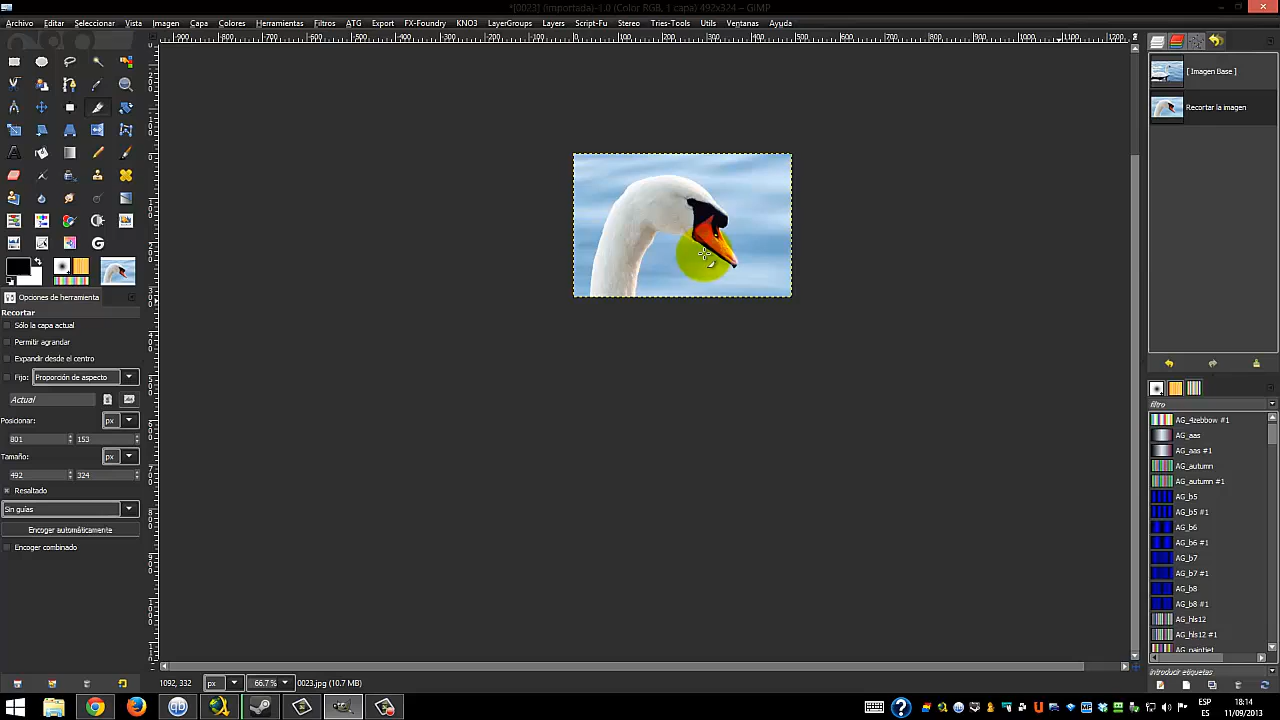 *[0023] (importada)-1.0 (Color RGB, 1 capa) 492x324 – GIMP
Archivo Editar Seleccionar Vista Imagen Capa Colores Herramientas Filtros ATG Export FX-Foundry KNO3 LayerGroups Layers Script-Fu Stereo Tries-Tools Utils Ventanas Ayuda
[ Imagen Base ]
Recortar la imagen
Opciones de herramienta
Recortar
Sólo la capa actual
Permitir agrandar
Expandir desde el centro
Fijo: Proporción de aspecto
Actual
Posicionar: px
801 153
Tamaño: px
492 324
Resaltado
Sin guías
Encoger automáticamente
Encoger combinado
filtro
AG_4zebbow #1
AG_aas
AG_aas #1
AG_autumn
AG_autumn #1
AG_b5
AG_b5 #1
AG_b6
AG_b6 #1
AG_b7
AG_b7 #1
AG_b8
AG_b8 #1
AG_hls12
AG_hls12 #1
AG_paintjet
introducir etiquetas
1092, 332 px 66.7% 0023.jpg (10.7 MB)
ESP
ES
18:14
11/09/2013